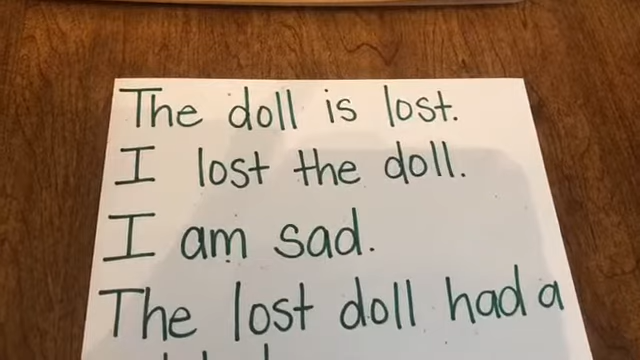 The doll is lost.
I lost the doll.
I am sad.
The lost doll had a